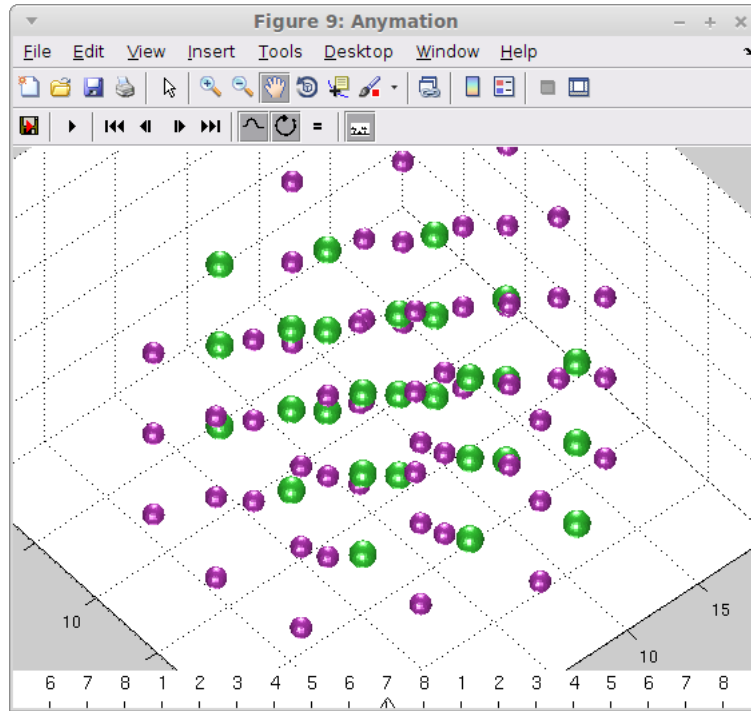 Figure 9: Anymation
File Edit View Insert Tools Desktop Window Help
10
15
10
6 7 8 1 2 3 4 5 6 7 8 1 2 3 4 5 6 7 8